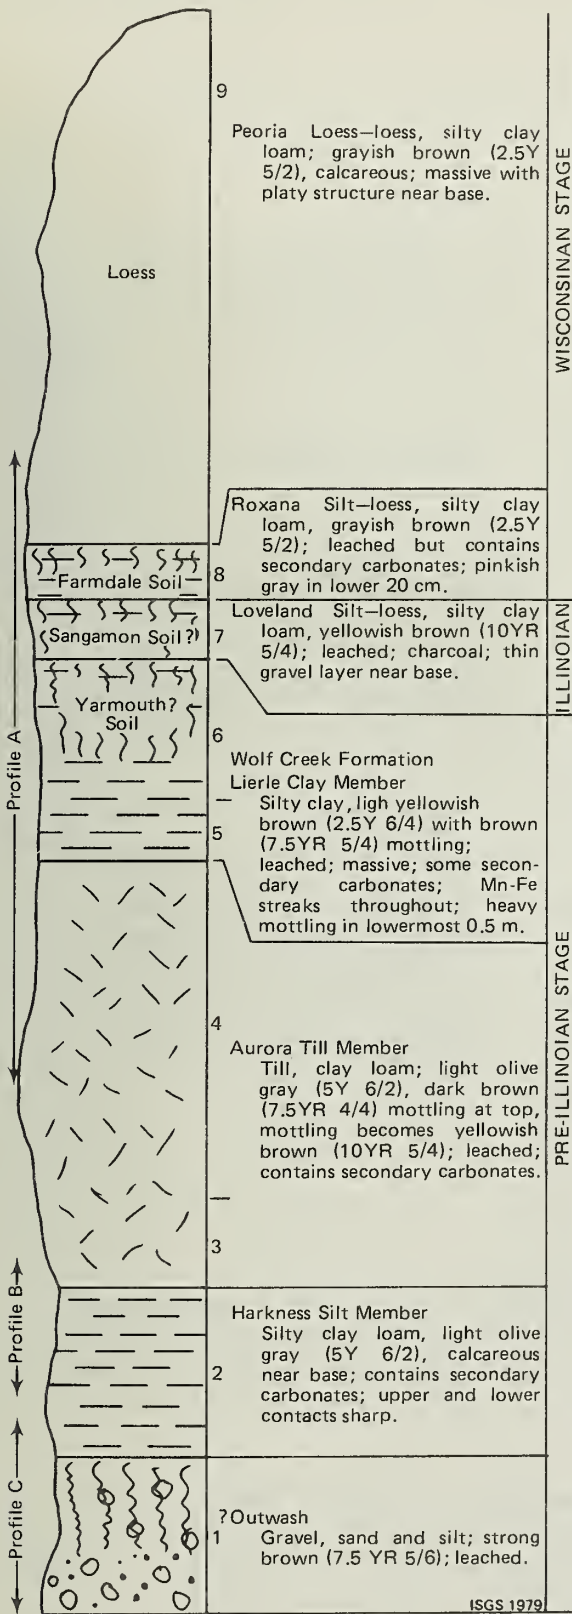 9
Peoria Loess—loess, silty clay
loam; grayish brown (2.5Y
5/2), calcareous; massive with
platy structure near base.
Loess
WISCONSINAN STAGE
Roxana Silt—loess, silty clay
loam, grayish brown (2.5Y
5/2); leached but contains
secondary carbonates; pinkish
gray in lower 20 cm.
8
Farmdale Soil
Loveland Silt—loess, silty clay
loam, yellowish brown (10YR
5/4); leached; charcoal; thin
gravel layer near base.
7
Sangamon Soil?
ILLINOIAN
Yarmouth?
Soil
6
Wolf Creek Formation
Lierle Clay Member
Silty clay, ligh yellowish
brown (2.5Y 6/4) with brown
(7.5YR 5/4) mottling;
leached; massive; some secon-
dary carbonates; Mn-Fe
streaks throughout; heavy
mottling in lowermost 0.5 m.
5
Profile A
4
Aurora Till Member
Till, clay loam; light olive
gray (5Y 6/2), dark brown
(7.5YR 4/4) mottling at top,
mottling becomes yellowish
brown (10YR 5/4); leached;
contains secondary carbonates.
PRE-ILLINOIAN STAGE
3
Profile B
Harkness Silt Member
Silty clay loam, light olive
gray (5Y 6/2), calcareous
near base; contains secondary
carbonates; upper and lower
contacts sharp.
2
Profile C
?Outwash
1
Gravel, sand and silt; strong
brown (7.5 YR 5/6); leached.
ISGS 1979